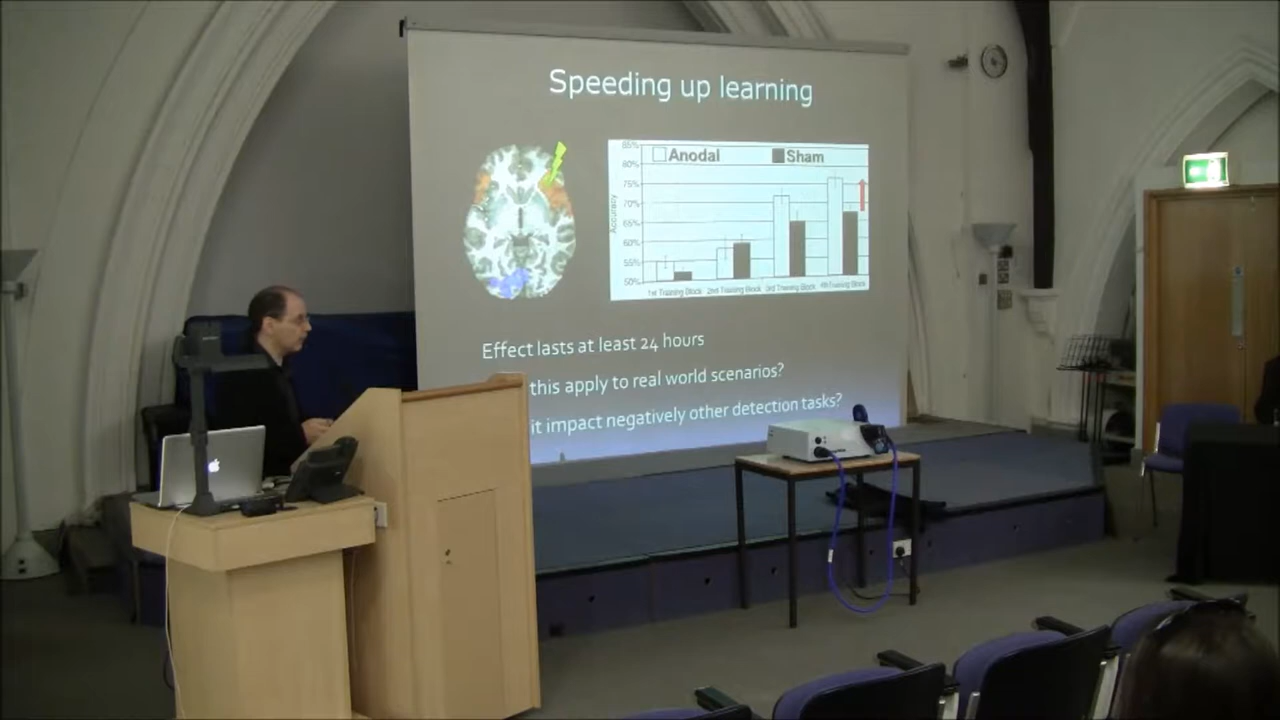 Speeding up learning
Anodal Sham
85%
80%
75%
70%
65%
60%
55%
50%
Accuracy
1st Training Block 2nd Training Block 3rd Training Block 4th Training Block
Effect lasts at least 24 hours
this apply to real world scenarios?
it impact negatively other detection tasks?